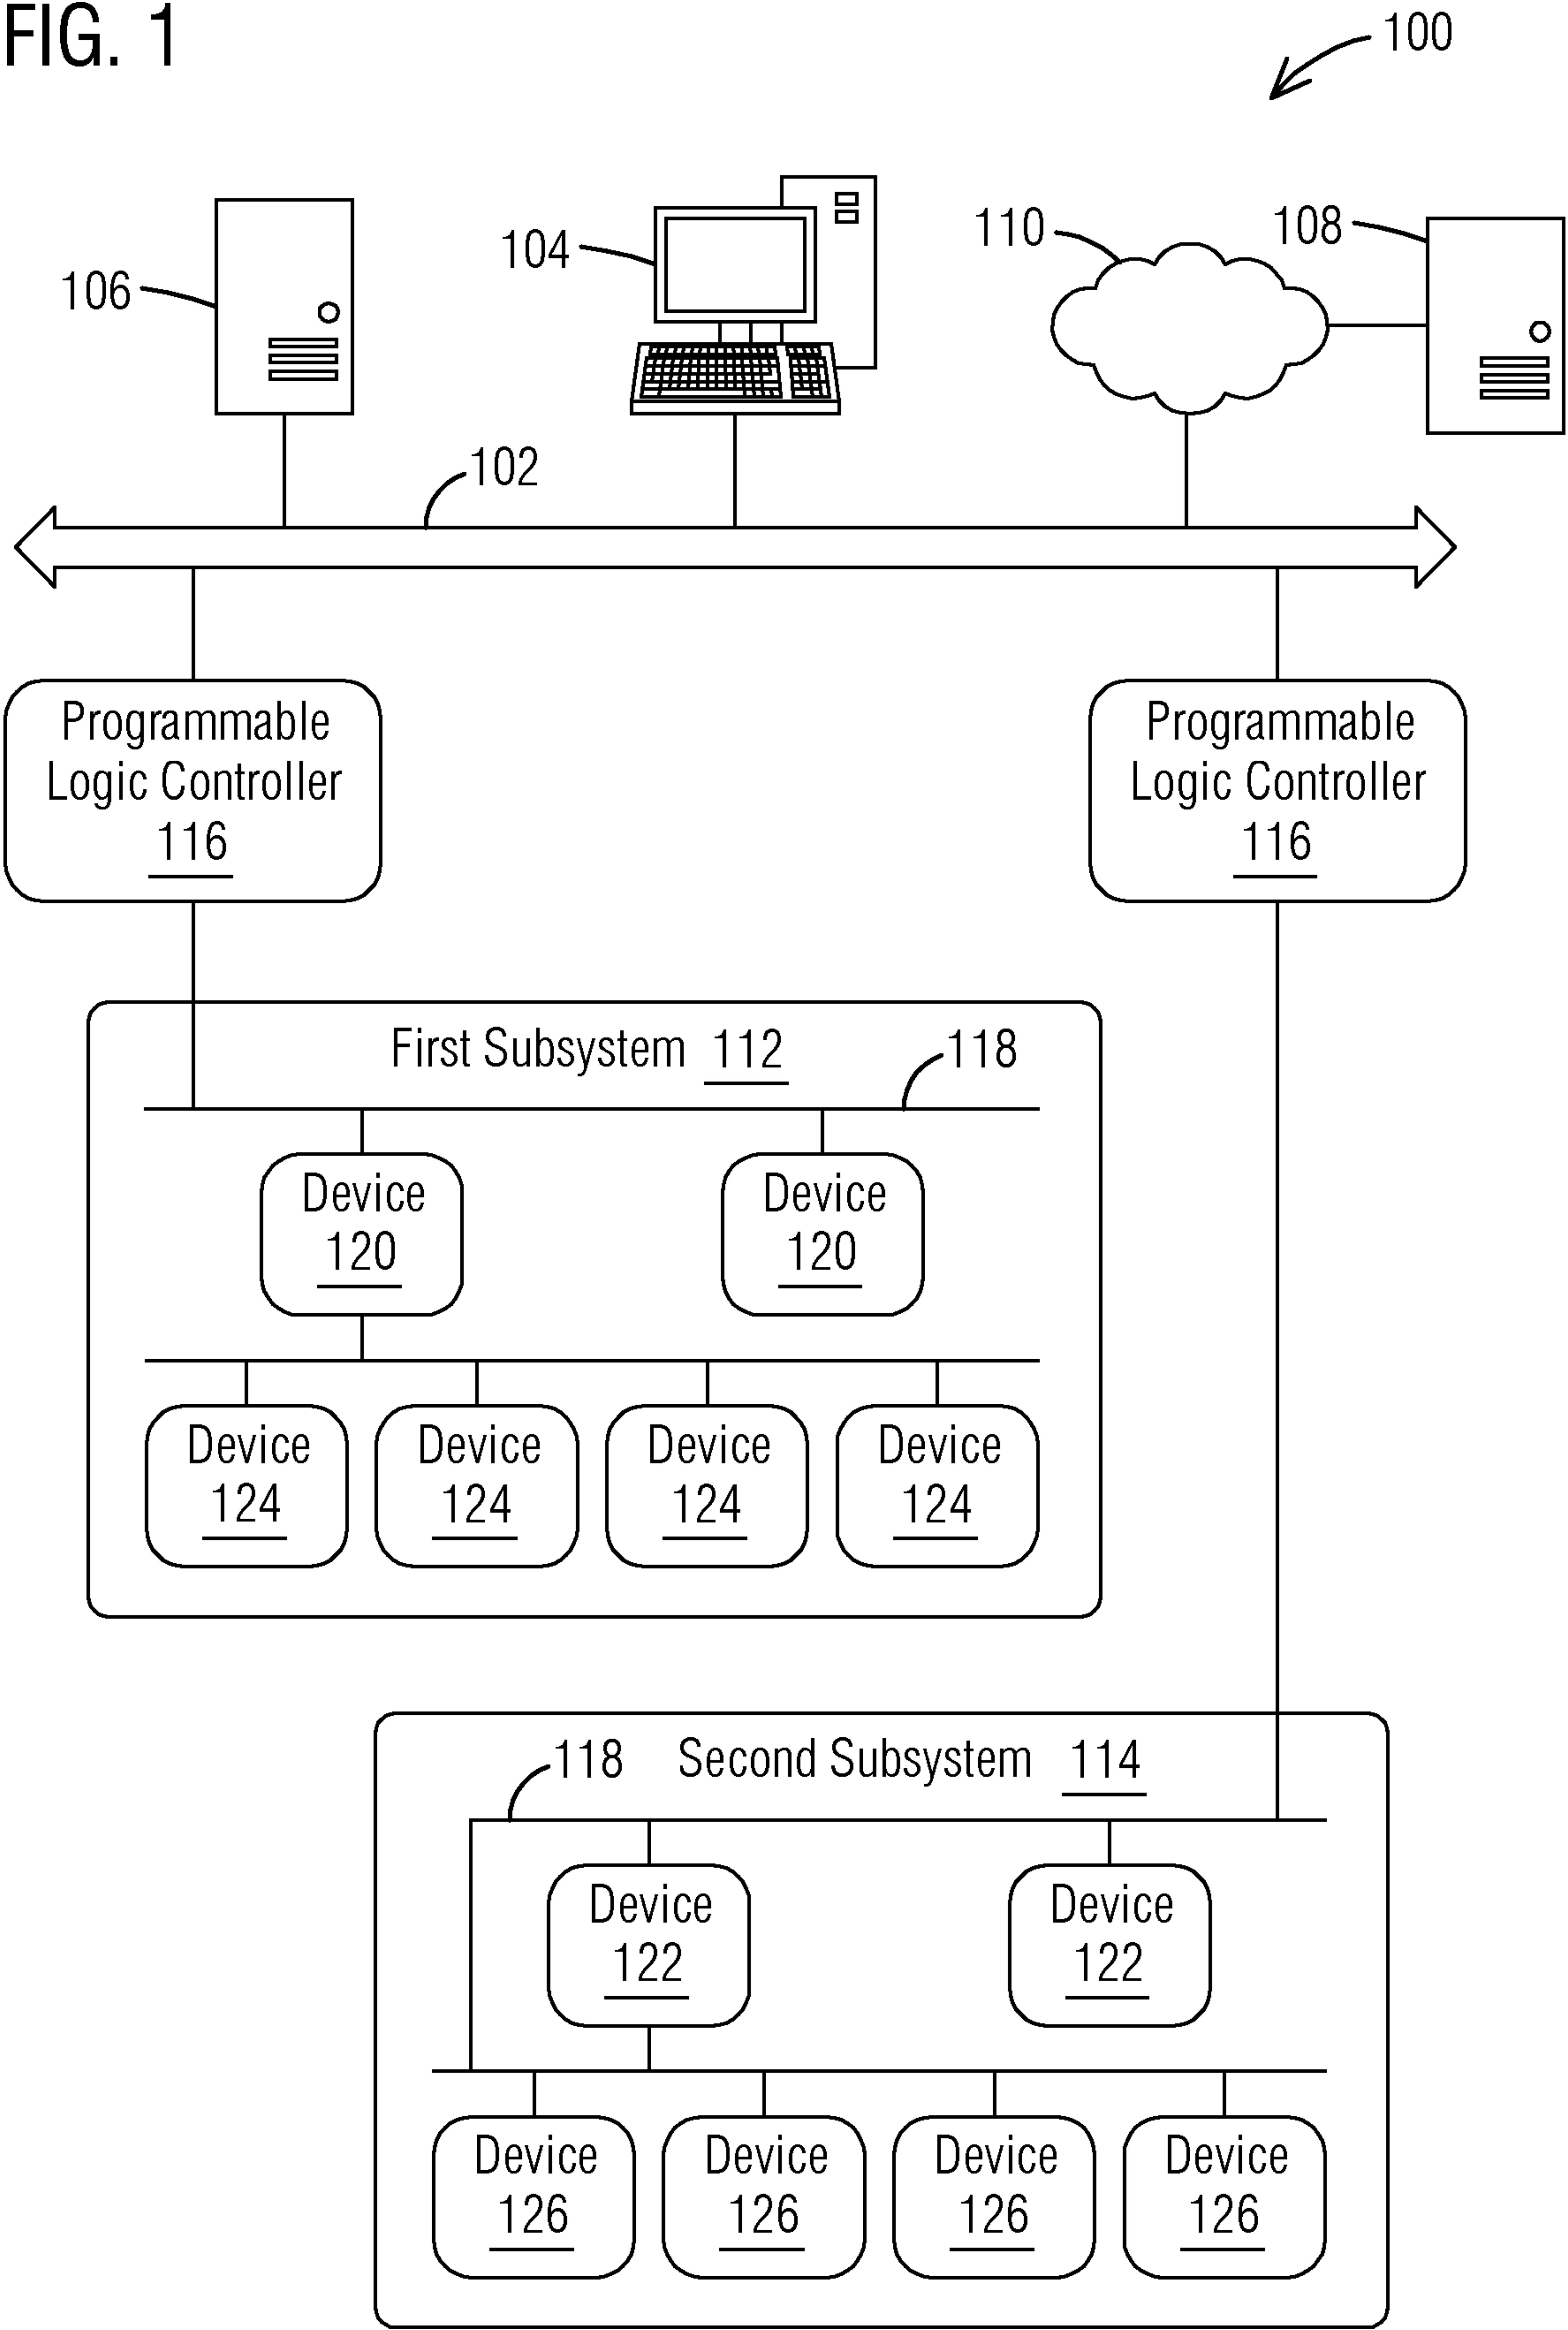 FIG. 1
100
106
104
110
108
102
Programmable
Logic Controller
116
Programmable
Logic Controller
116
First Subsystem 112
118
Device
120
Device
120
Device
124
Device
124
Device
124
Device
124
118
Second Subsystem 114
Device
122
Device
122
Device
126
Device
126
Device
126
Device
126